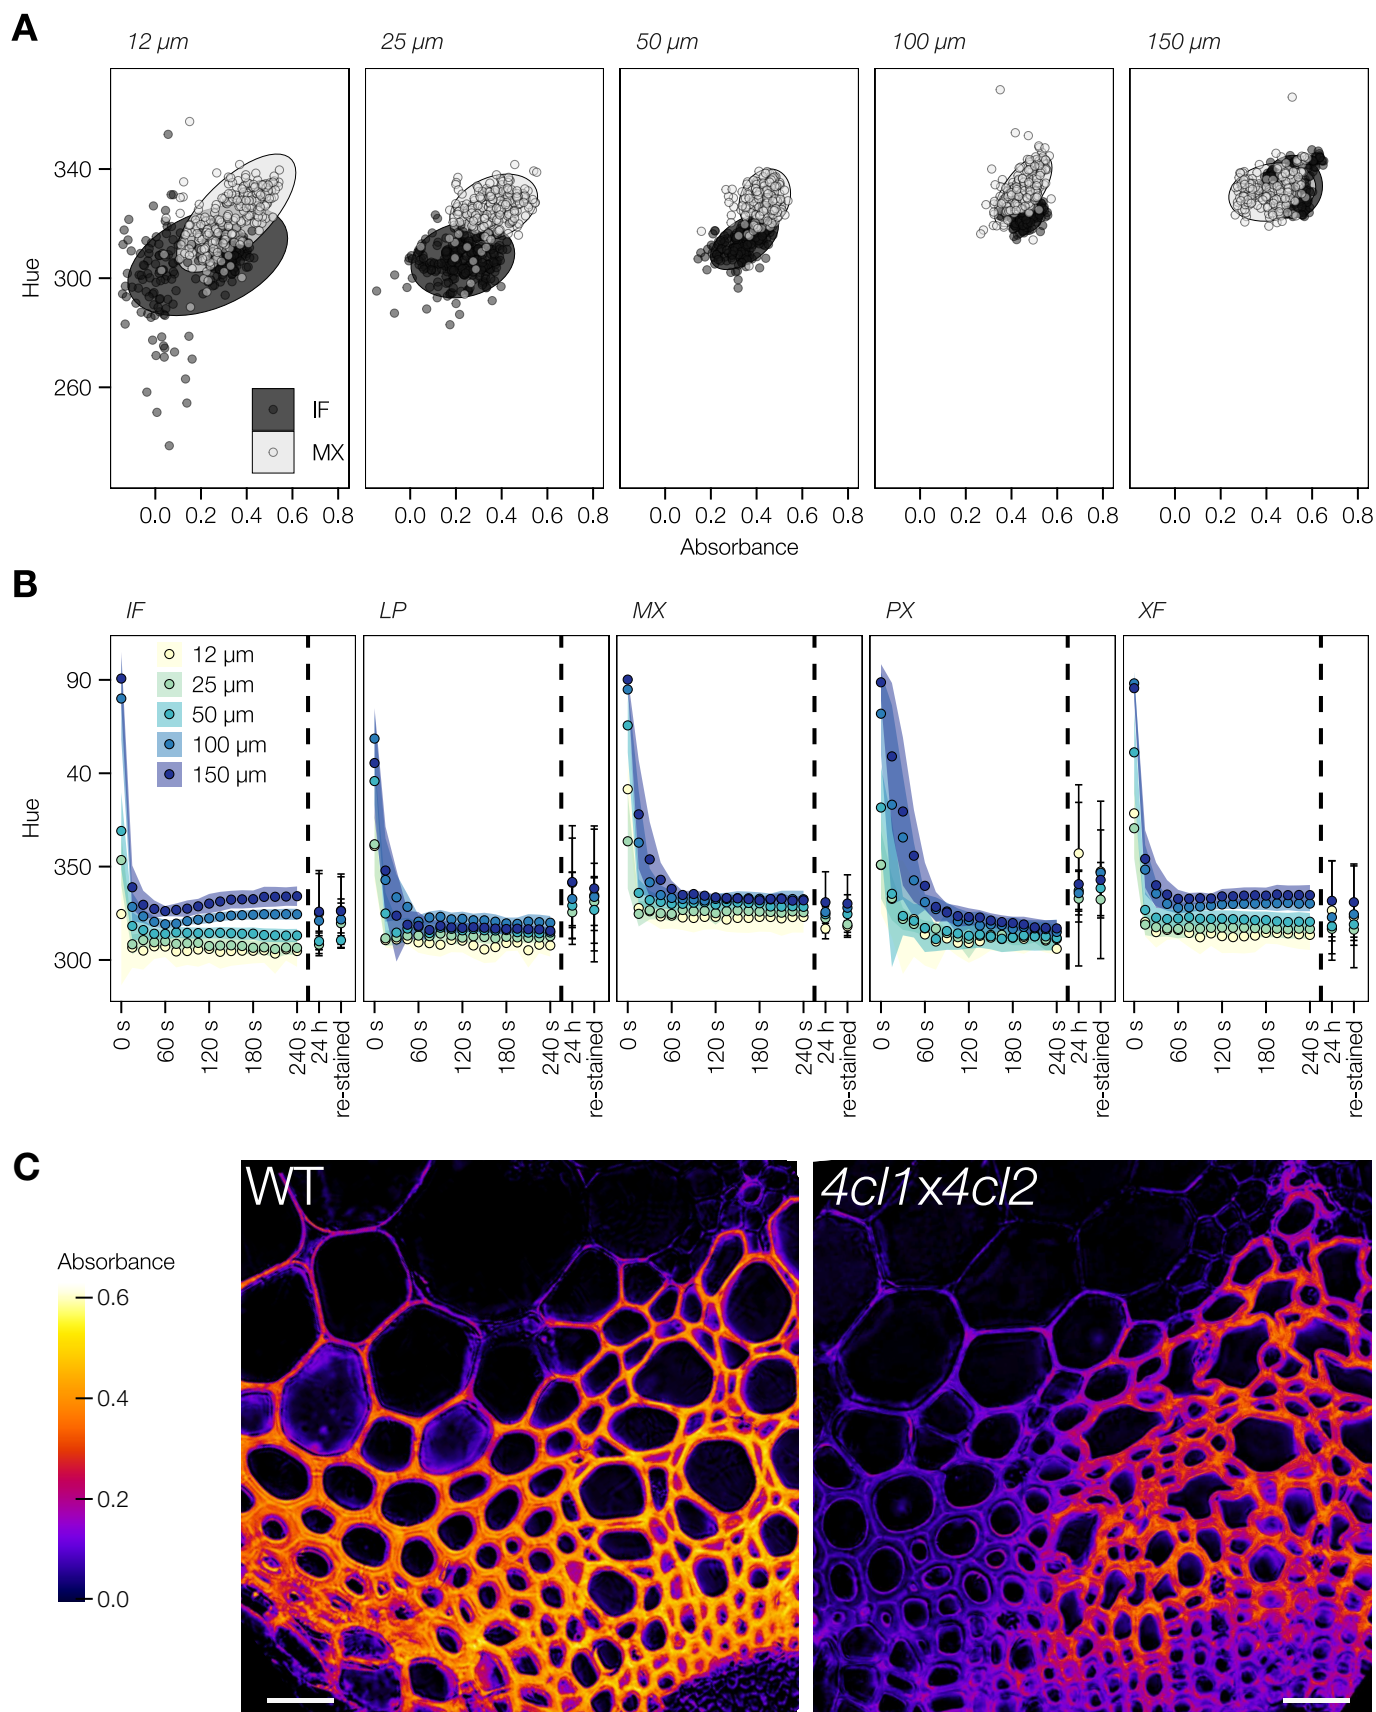 A
12 µm 25 µm 50 µm 100 µm 150 µm
Hue
340
300
260
IF
MX
0.0 0.2 0.4 0.6 0.8 0.0 0.2 0.4 0.6 0.8 0.0 0.2 0.4 0.6 0.8 0.0 0.2 0.4 0.6 0.8 0.0 0.2 0.4 0.6 0.8
Absorbance
B
IF LP MX PX XF
Hue
90
40
350
300
12 µm
25 µm
50 µm
100 µm
150 µm
0 s 60 s 120 s 180 s 240 s 24 h re-stained 0 s 60 s 120 s 180 s 240 s 24 h re-stained 0 s 60 s 120 s 180 s 240 s 24 h re-stained 0 s 60 s 120 s 180 s 240 s 24 h re-stained 0 s 60 s 120 s 180 s 240 s 24 h re-stained
C
WT 4cl1x4cl2
Absorbance
0.6
0.4
0.2
0.0